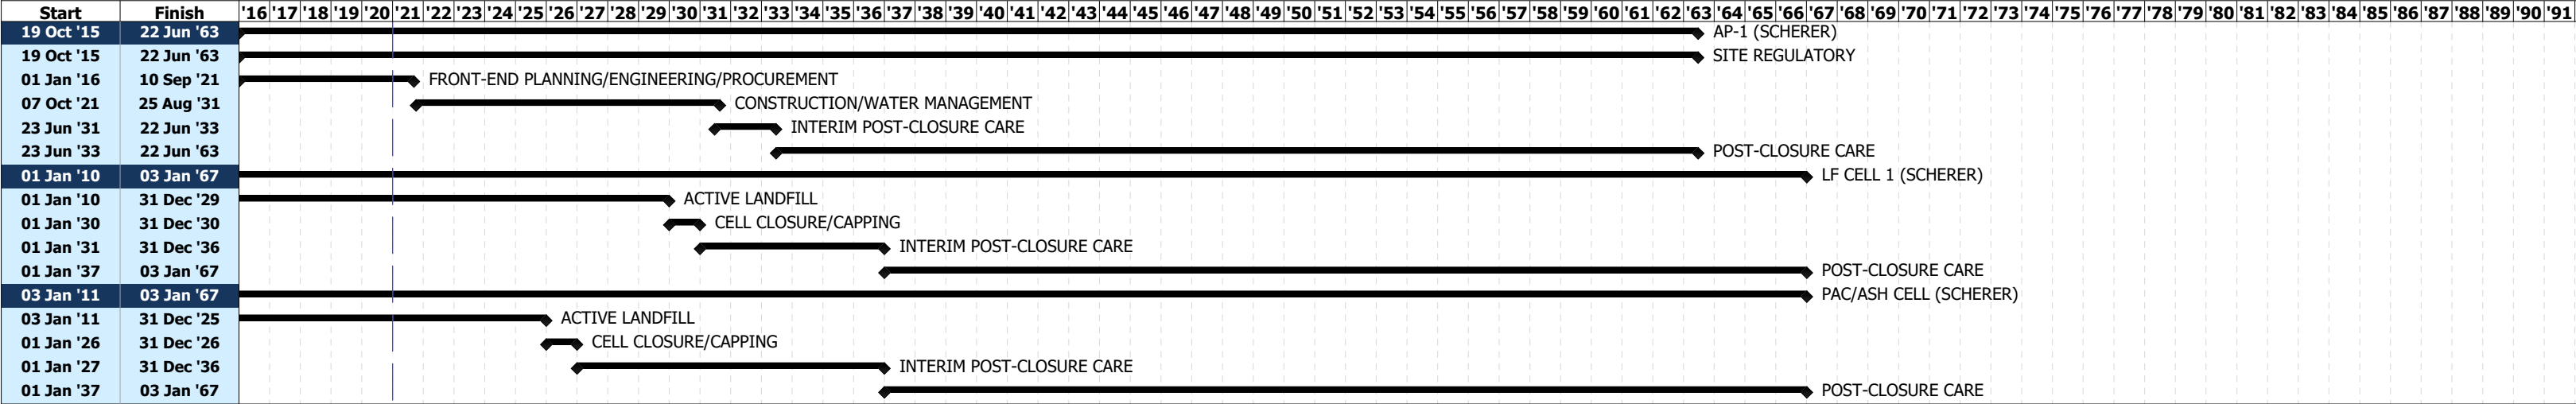 Start Finish '16 '17 '18 '19 '20 '21 '22 '23 '24 '25 '26 '27 '28 '29 '30 '31 '32 '33 '34 '35 '36 '37 '38 '39 '40 '41 '42 '43 '44 '45 '46 '47 '48 '49 '50 '51 '52 '53 '54 '55 '56 '57 '58 '59 '60 '61 '62 '63 '64 '65 '66 '67 '68 '69 '70 '71 '72 '73 '74 '75 '76 '77 '78 '79 '80 '81 '82 '83 '84 '85 '86 '87 '88 '89 '90 '91
19 Oct '15 22 Jun '63 AP-1 (SCHERER)
19 Oct '15 22 Jun '63 SITE REGULATORY
01 Jan '16 10 Sep '21 FRONT-END PLANNING/ENGINEERING/PROCUREMENT
07 Oct '21 25 Aug '31 CONSTRUCTION/WATER MANAGEMENT
23 Jun '31 22 Jun '33 INTERIM POST-CLOSURE CARE
23 Jun '33 22 Jun '63 POST-CLOSURE CARE
01 Jan '10 03 Jan '67 LF CELL 1 (SCHERER)
01 Jan '10 31 Dec '29 ACTIVE LANDFILL
01 Jan '30 31 Dec '30 CELL CLOSURE/CAPPING
01 Jan '31 31 Dec '36 INTERIM POST-CLOSURE CARE
01 Jan '37 03 Jan '67 POST-CLOSURE CARE
03 Jan '11 03 Jan '67 PAC/ASH CELL (SCHERER)
03 Jan '11 31 Dec '25 ACTIVE LANDFILL
01 Jan '26 31 Dec '26 CELL CLOSURE/CAPPING
01 Jan '27 31 Dec '36 INTERIM POST-CLOSURE CARE
01 Jan '37 03 Jan '67 POST-CLOSURE CARE